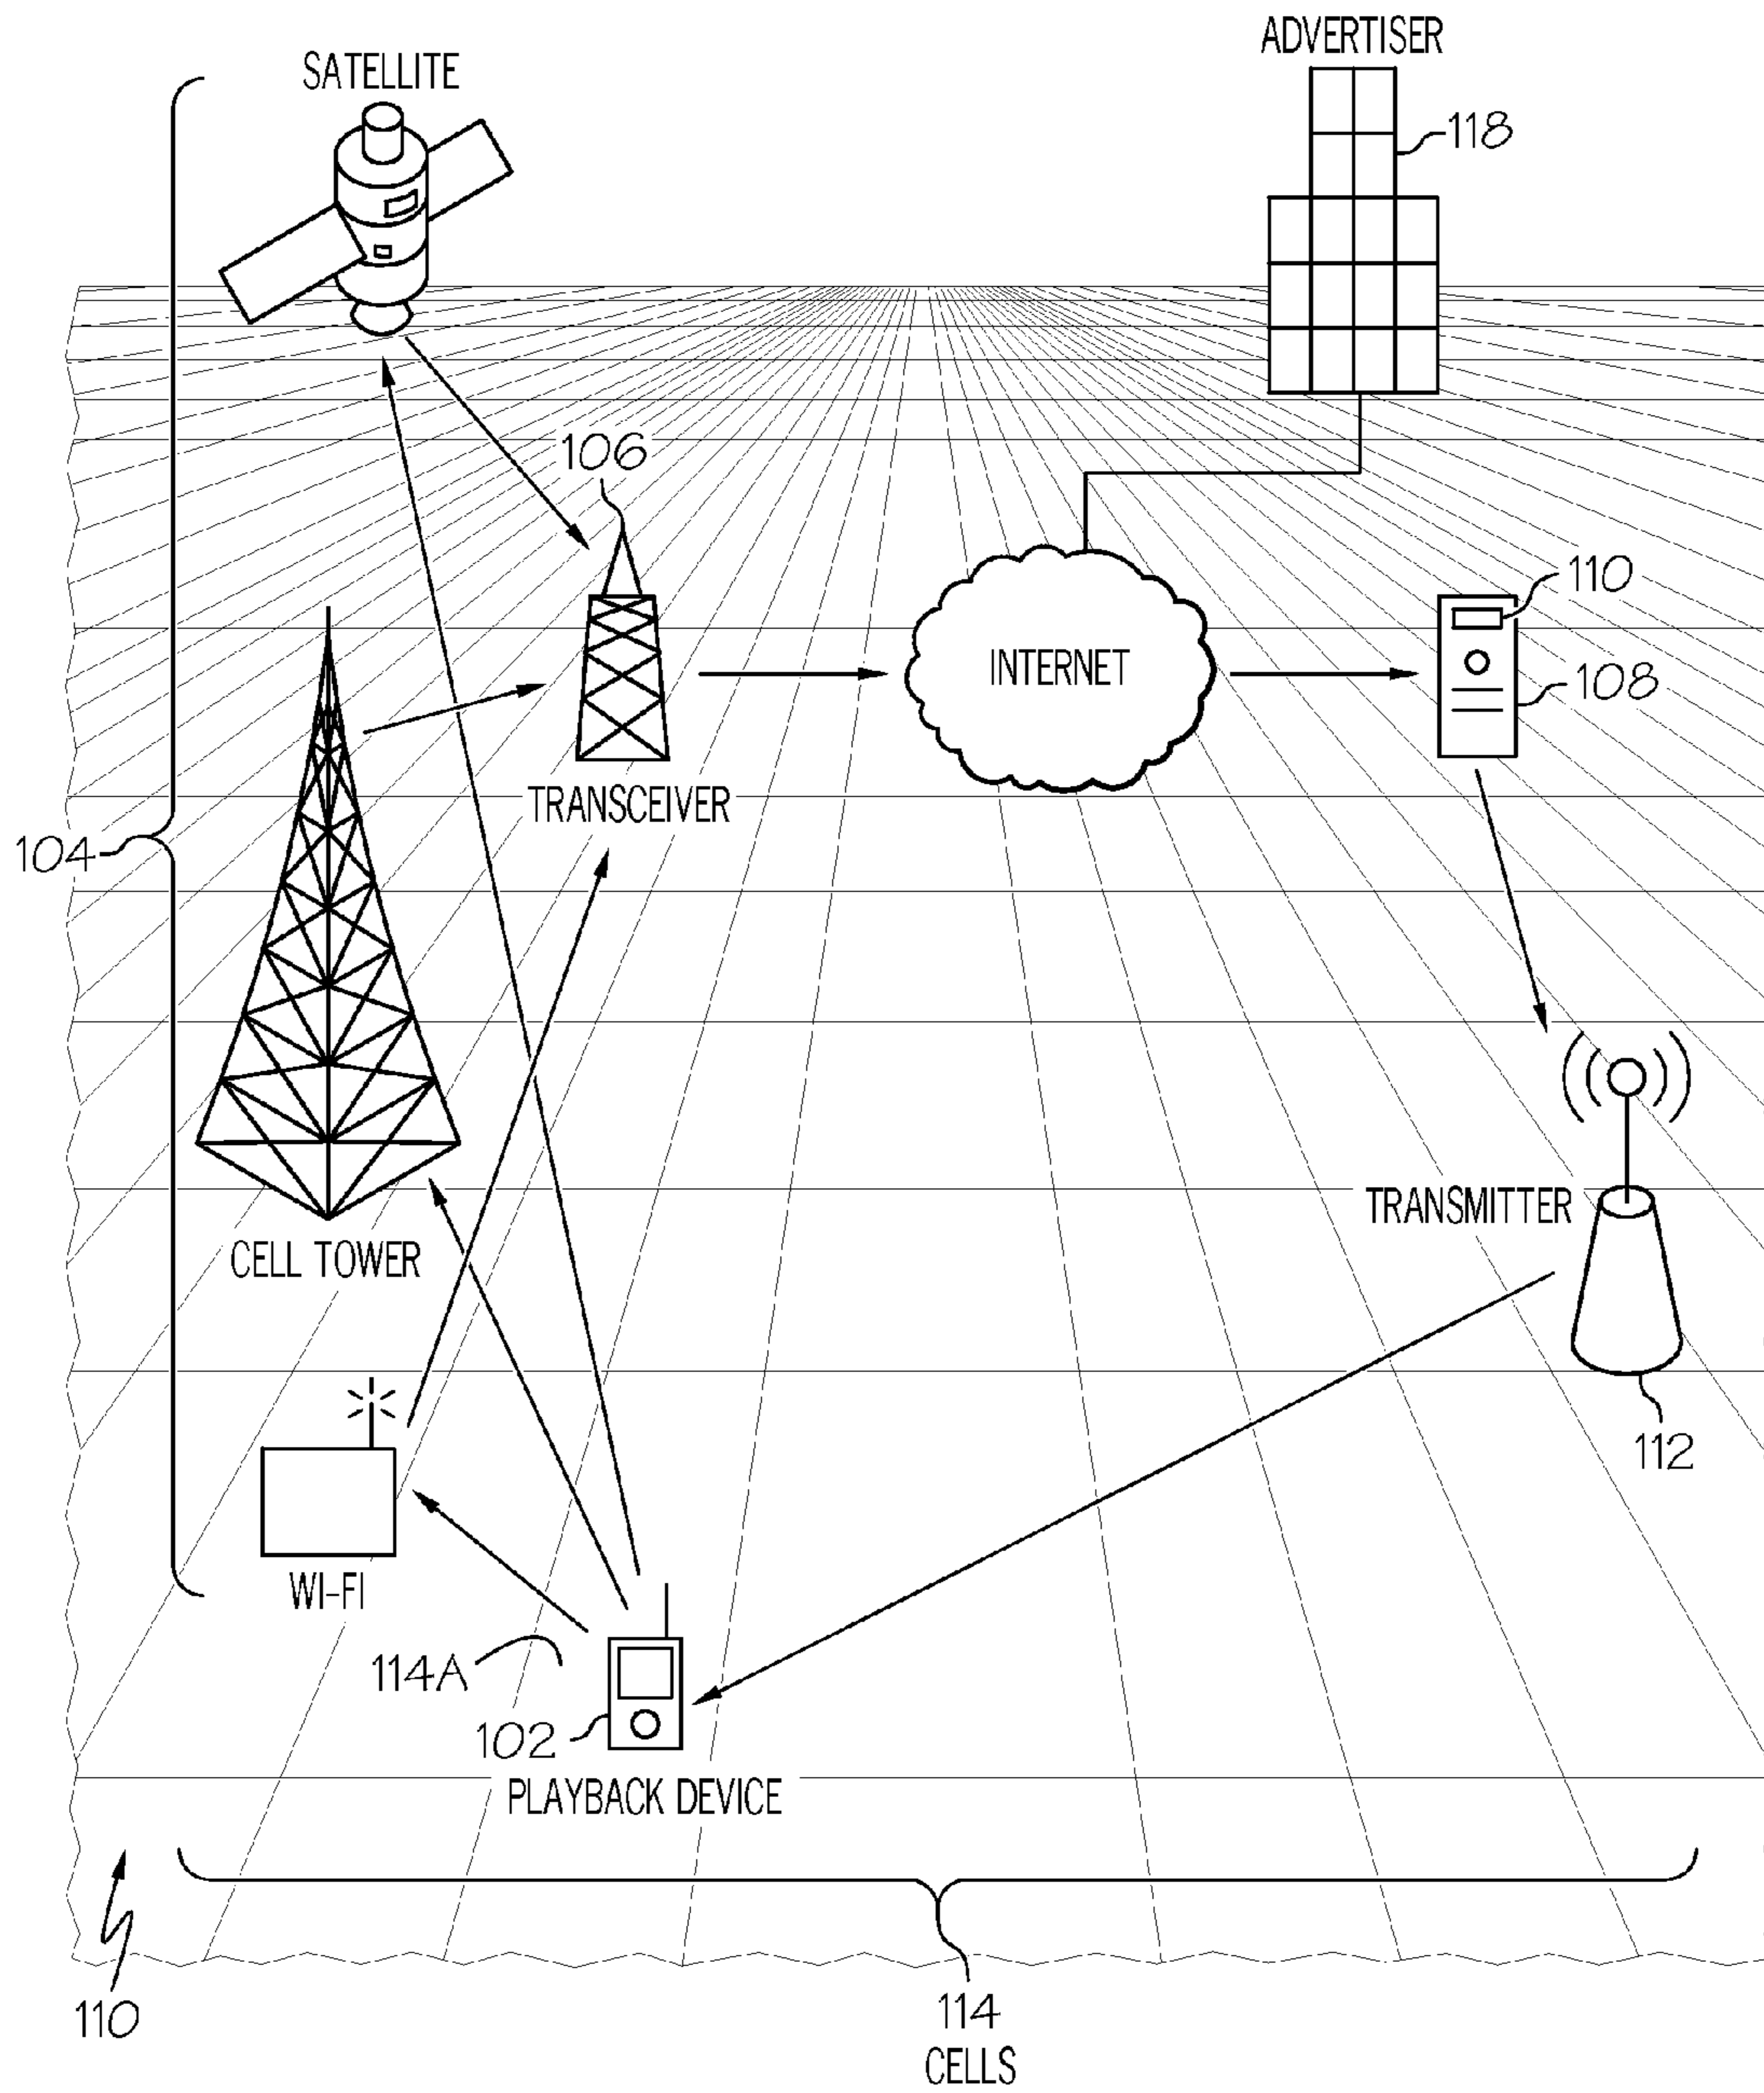 ADVERTISER
SATELLITE
118
106
110
INTERNET
108
TRANSCEIVER
104
TRANSMITTER
CELL TOWER
112
WI-FI
114A
102
PLAYBACK DEVICE
110
114
CELLS